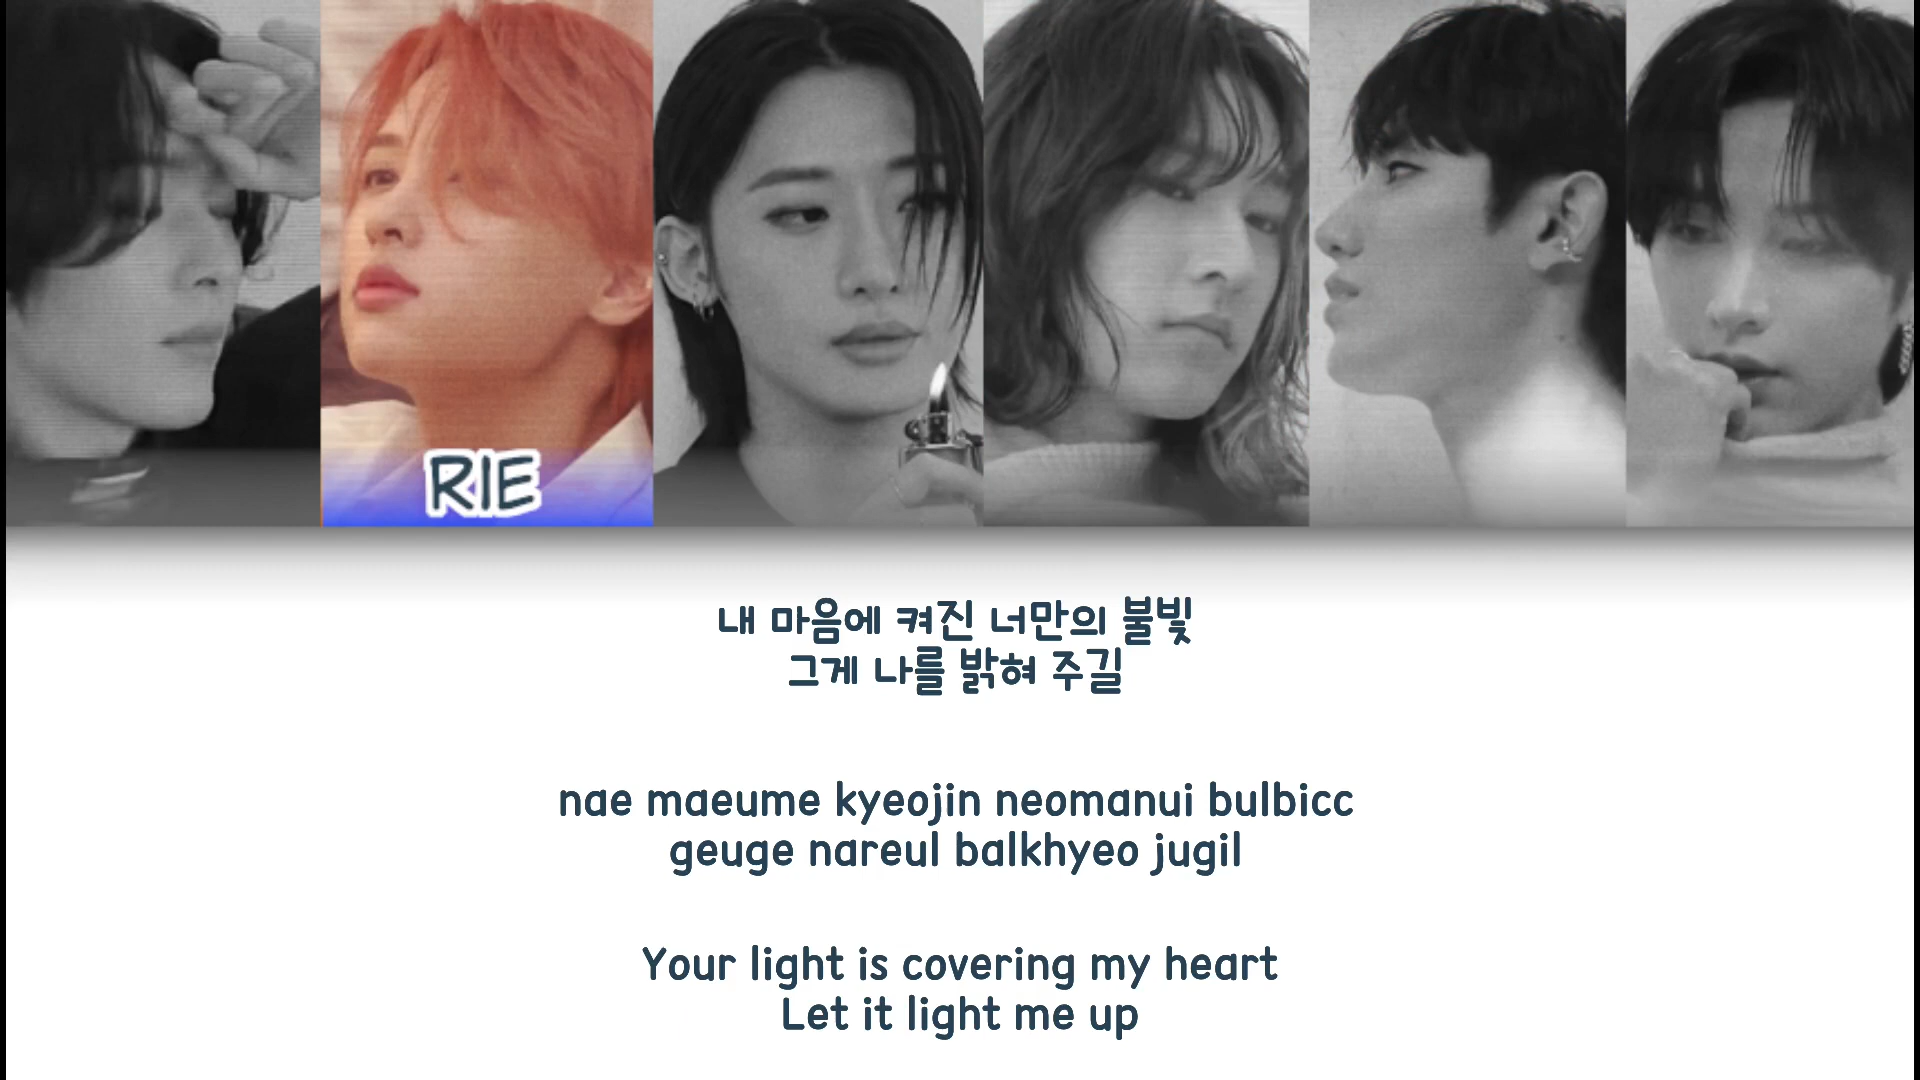 RIE
내 마음에 켜진 너만의 불빛
그게 나를 밝혀 주길
nae maeume kyeojin neomanui bulbicc
geuge nareul balkhyeo jugil
Your light is covering my heart
Let it light me up